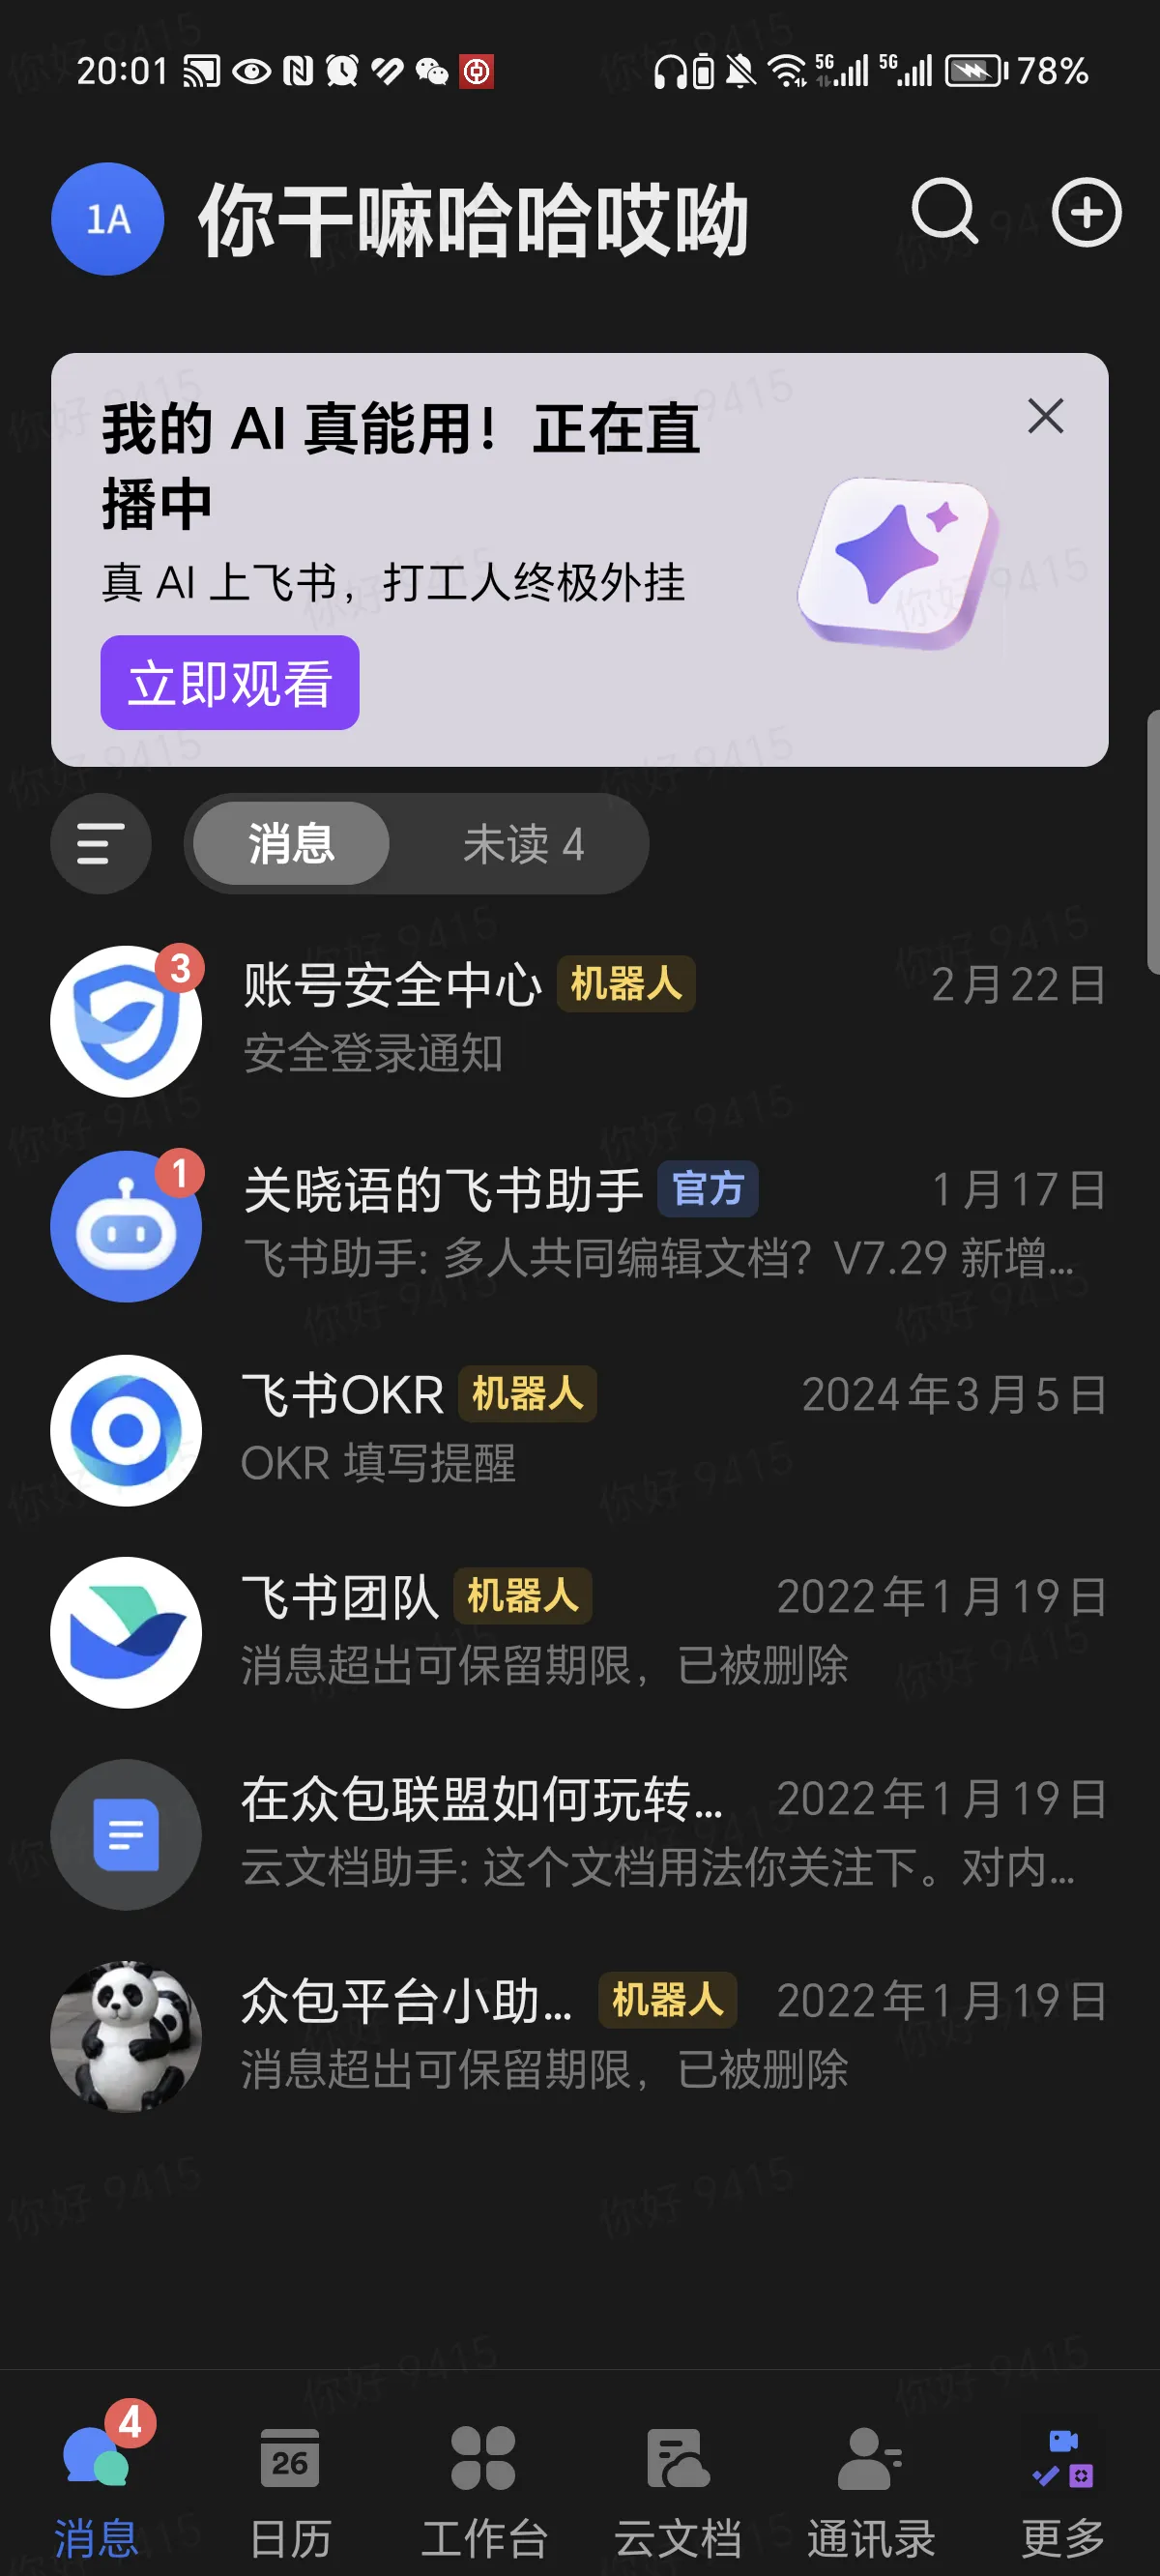 20:01
5G
5G
78%
1A
你干嘛哈哈哎呦
我的 AI 真能用！正在直
播中
真 AI 上飞书，打工人终极外挂
立即观看
消息
未读 4
3
账号安全中心 机器人 2月22日
安全登录通知
1
关晓语的飞书助手 官方 1月17日
飞书助手: 多人共同编辑文档？V7.29 新增...
飞书OKR 机器人 2024年3月5日
OKR 填写提醒
飞书团队 机器人 2022年1月19日
消息超出可保留期限，已被删除
在众包联盟如何玩转... 2022年1月19日
云文档助手: 这个文档用法你关注下。对内...
众包平台小助... 机器人 2022年1月19日
消息超出可保留期限，已被删除
你好 9415
4
26
消息
日历
工作台
云文档
通讯录
更多